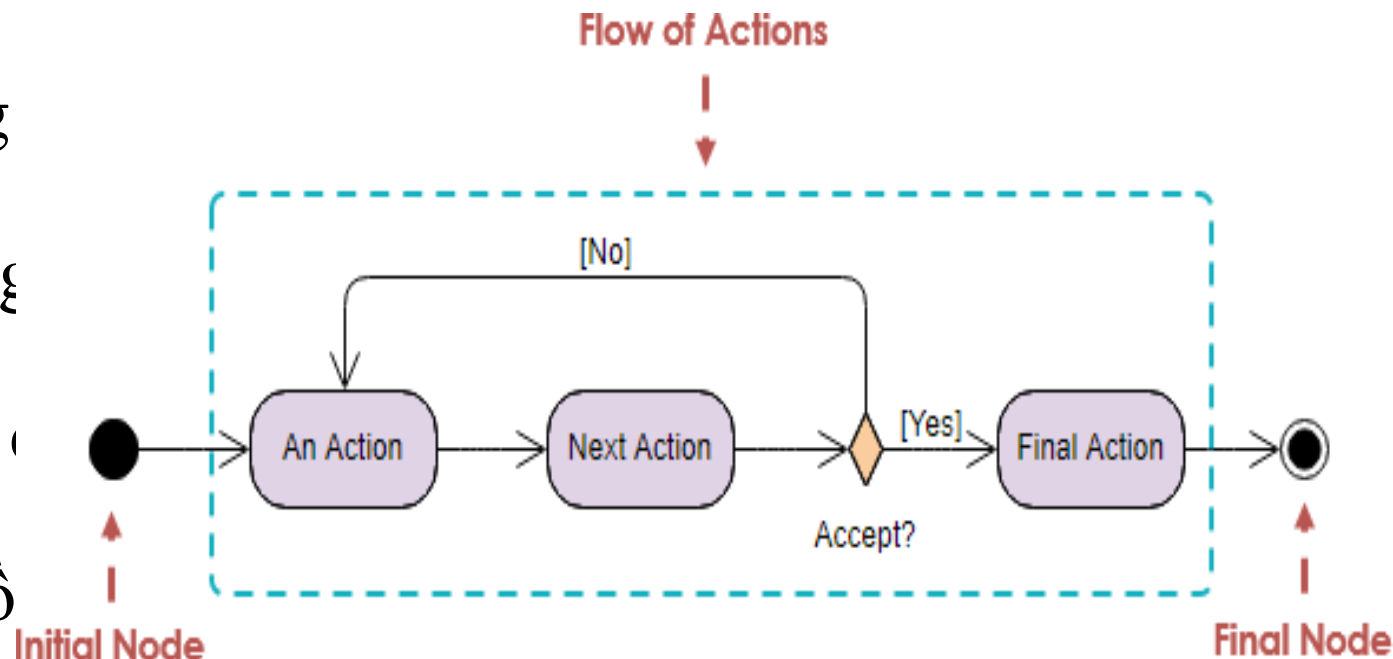 Flow of Actions
g
g
[No]
An Action
Next Action
[Yes]
Final Action
Accept?
ồ
Initial Node
Final Node